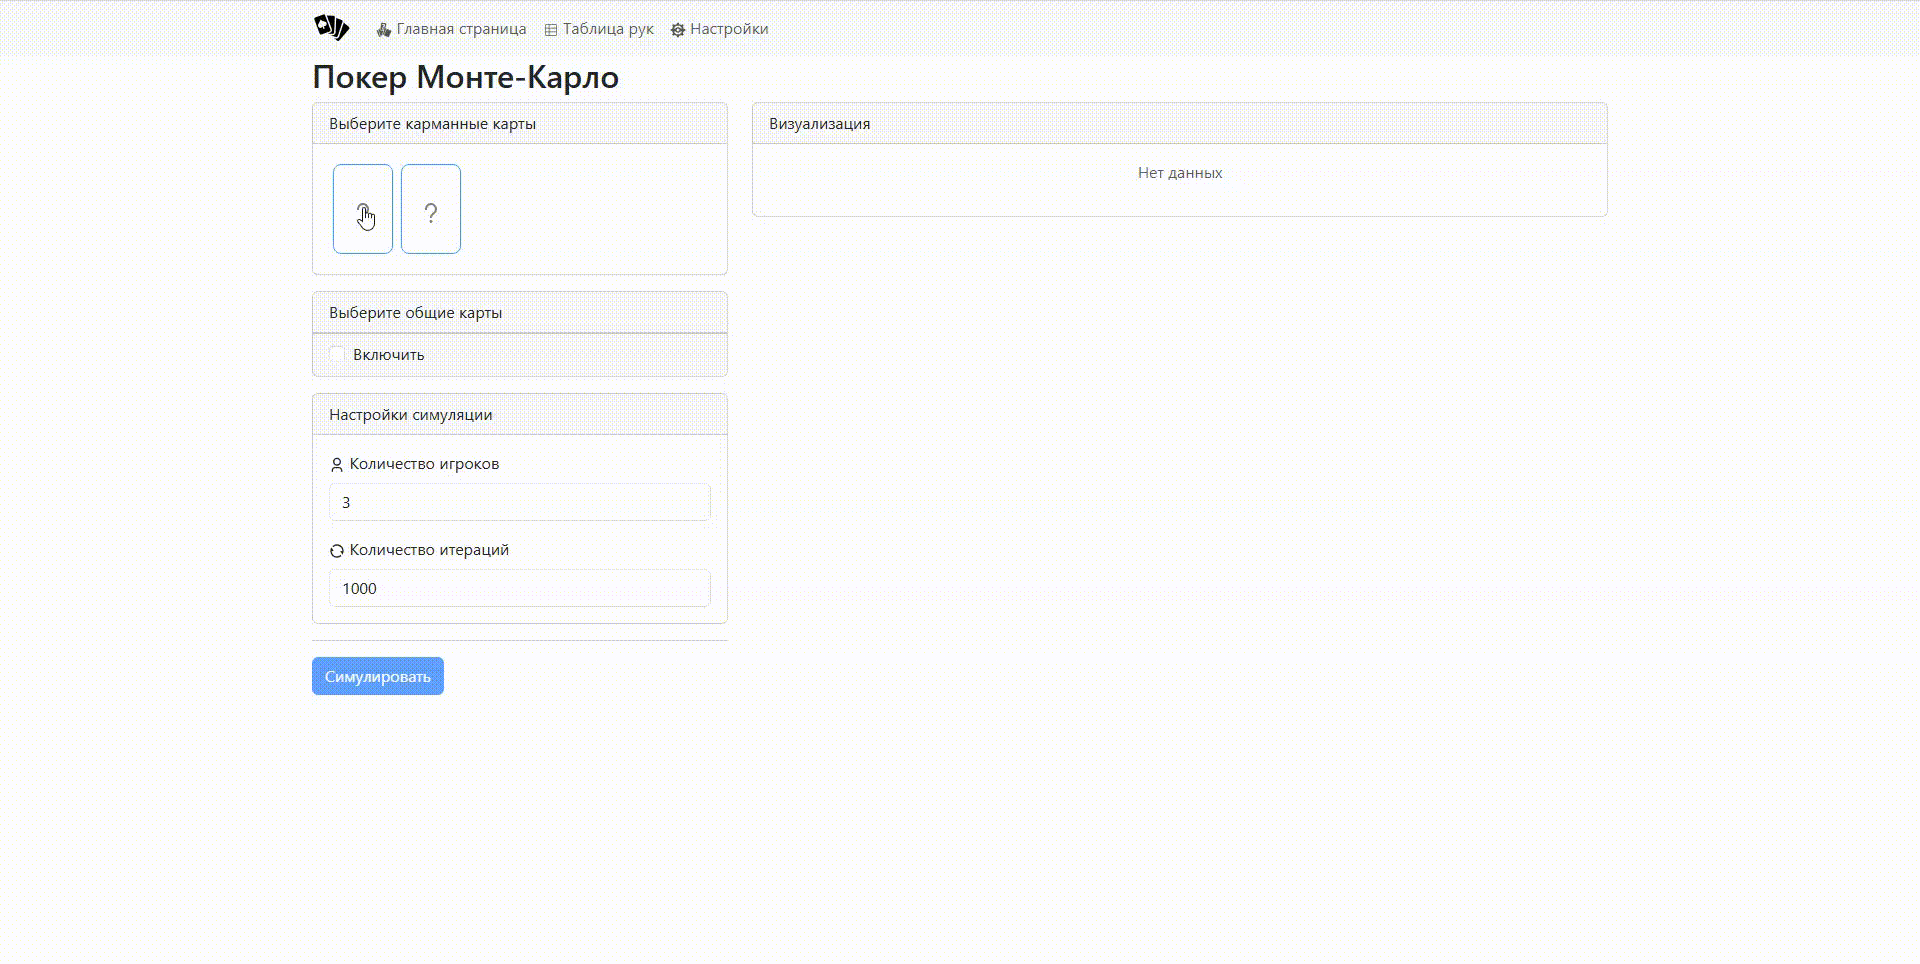 Главная страница Таблица рук Настройки
Покер Монте-Карло
Выберите карманные карты
?
Выберите общие карты
Включить
Настройки симуляции
Количество игроков
3
Количество итераций
1000
Симулировать
Визуализация
Нет данных